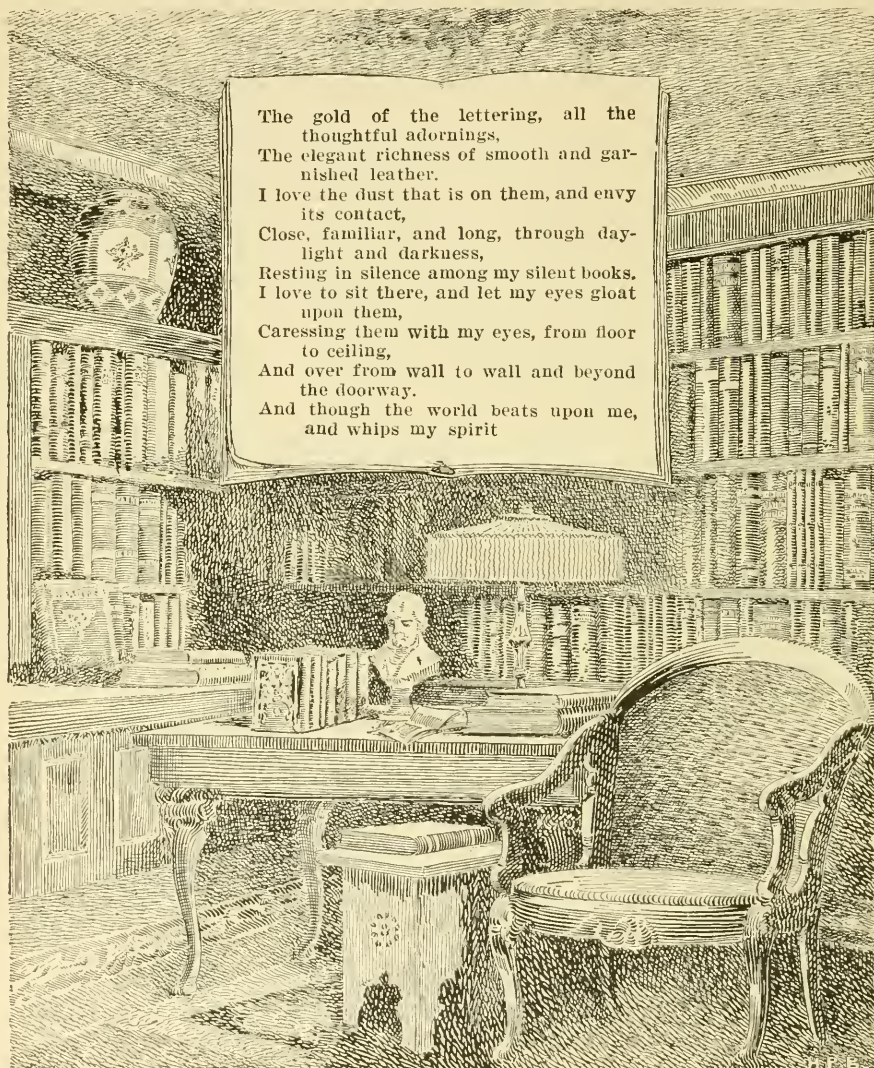 The gold of the lettering, all the
thoughtful adornings,
The elegant richness of smooth and gar-
nished leather.
I love the dust that is on them, and envy
its contact,
Close, familiar, and long, through day-
light and darkness,
Resting in silence among my silent books.
I love to sit there, and let my eyes gloat
upon them,
Caressing them with my eyes, from floor
to ceiling,
And over from wall to wall and beyond
the doorway.
And though the world beats upon me,
and whips my spirit
H.P.B.